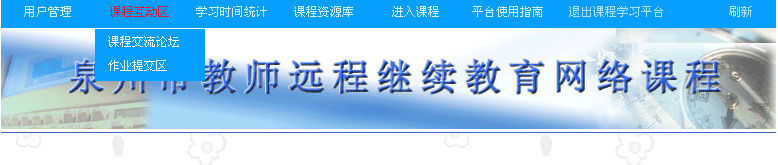 用户管理 课程互动区 学习时间统计 课程资源库 进入课程 平台使用指南 退出课程学习平台 刷新
课程交流论坛
作业提交区
泉州市教师远程继续教育网络课程